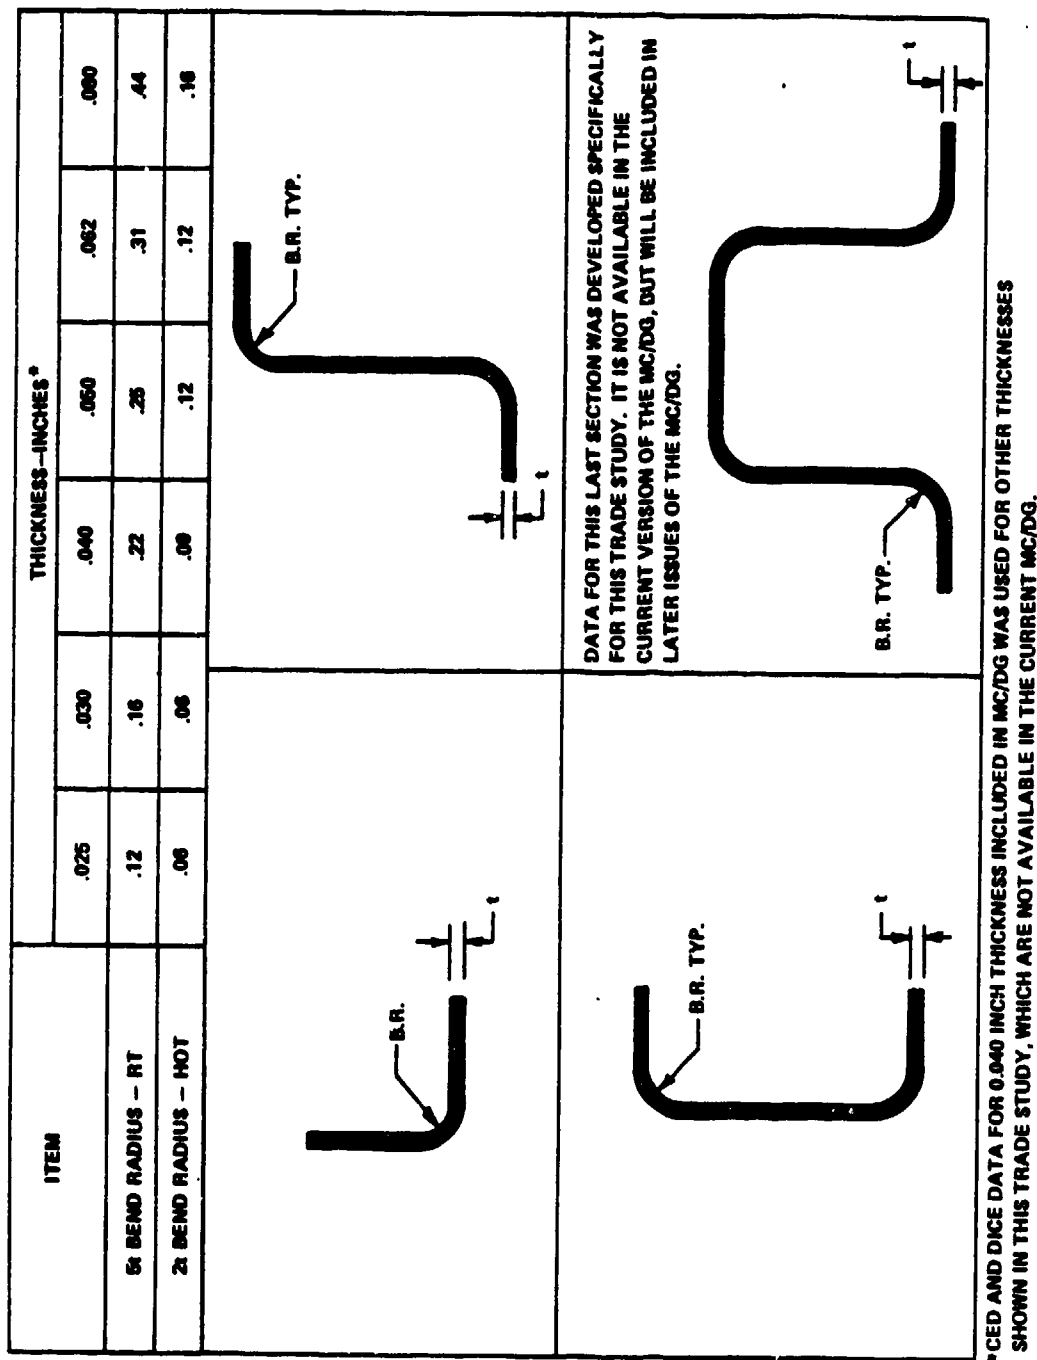 ITEM
THICKNESS–INCHES*
.025 .030 .040 .050 .062 .080
5t BEND RADIUS – RT .12 .16 .22 .25 .31 .44
2t BEND RADIUS – HOT .06 .06 .08 .12 .12 .16
B.R.
t
B.R. TYP.
t
B.R. TYP.
t
DATA FOR THIS LAST SECTION WAS DEVELOPED SPECIFICALLY
FOR THIS TRADE STUDY. IT IS NOT AVAILABLE IN THE
CURRENT VERSION OF THE MC/DG, BUT WILL BE INCLUDED IN
LATER ISSUES OF THE MC/DG.
B.R. TYP.
t
*CED AND DICE DATA FOR 0.040 INCH THICKNESS INCLUDED IN MC/DG WAS USED FOR OTHER THICKNESSES
SHOWN IN THIS TRADE STUDY, WHICH ARE NOT AVAILABLE IN THE CURRENT MC/DG.